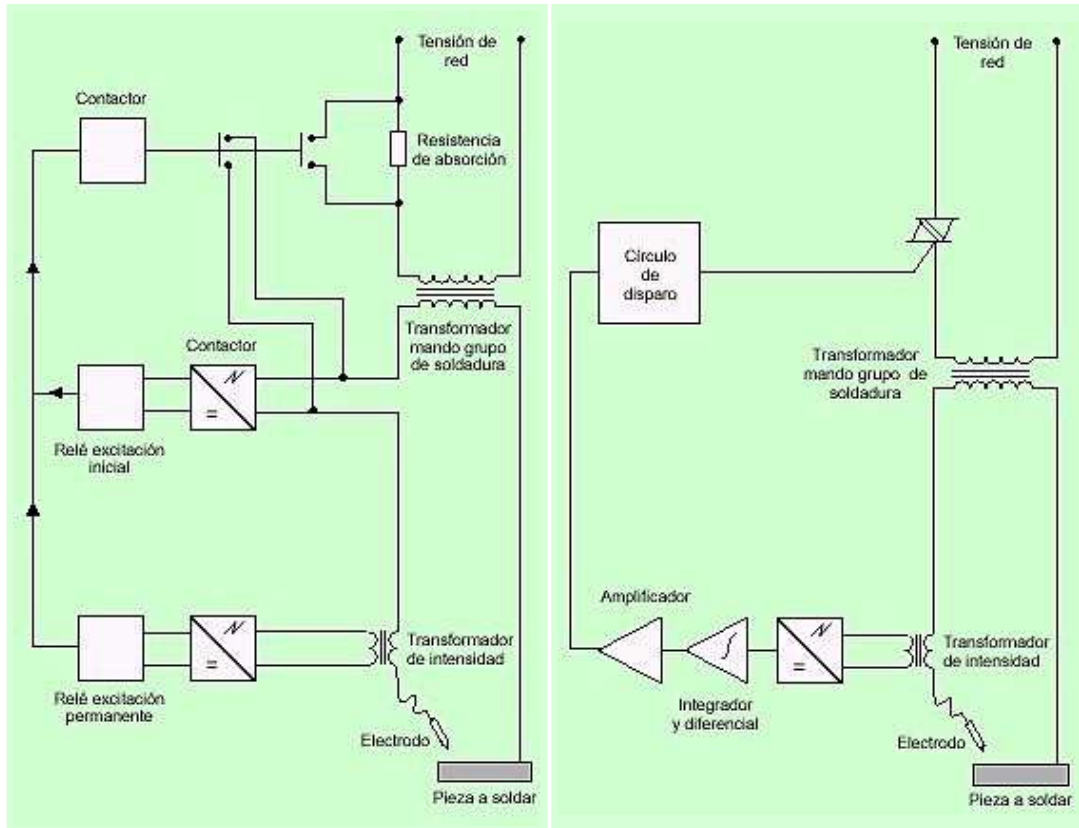 Tensión de
red
Contactor
Resistencia
de absorción
Transformador
mando grupo
de soldadura
Contactor
=
Relé excitación
inicial
=
Transformador
de intensidad
Relé excitación
permanente
Electrodo
Pieza a soldar
Tensión de
red
Círculo
de
disparo
Transformador
mando grupo de
soldadura
Amplificador
=
Transformador
de intensidad
Integrador
y diferencial
Electrodo
Pieza a soldar